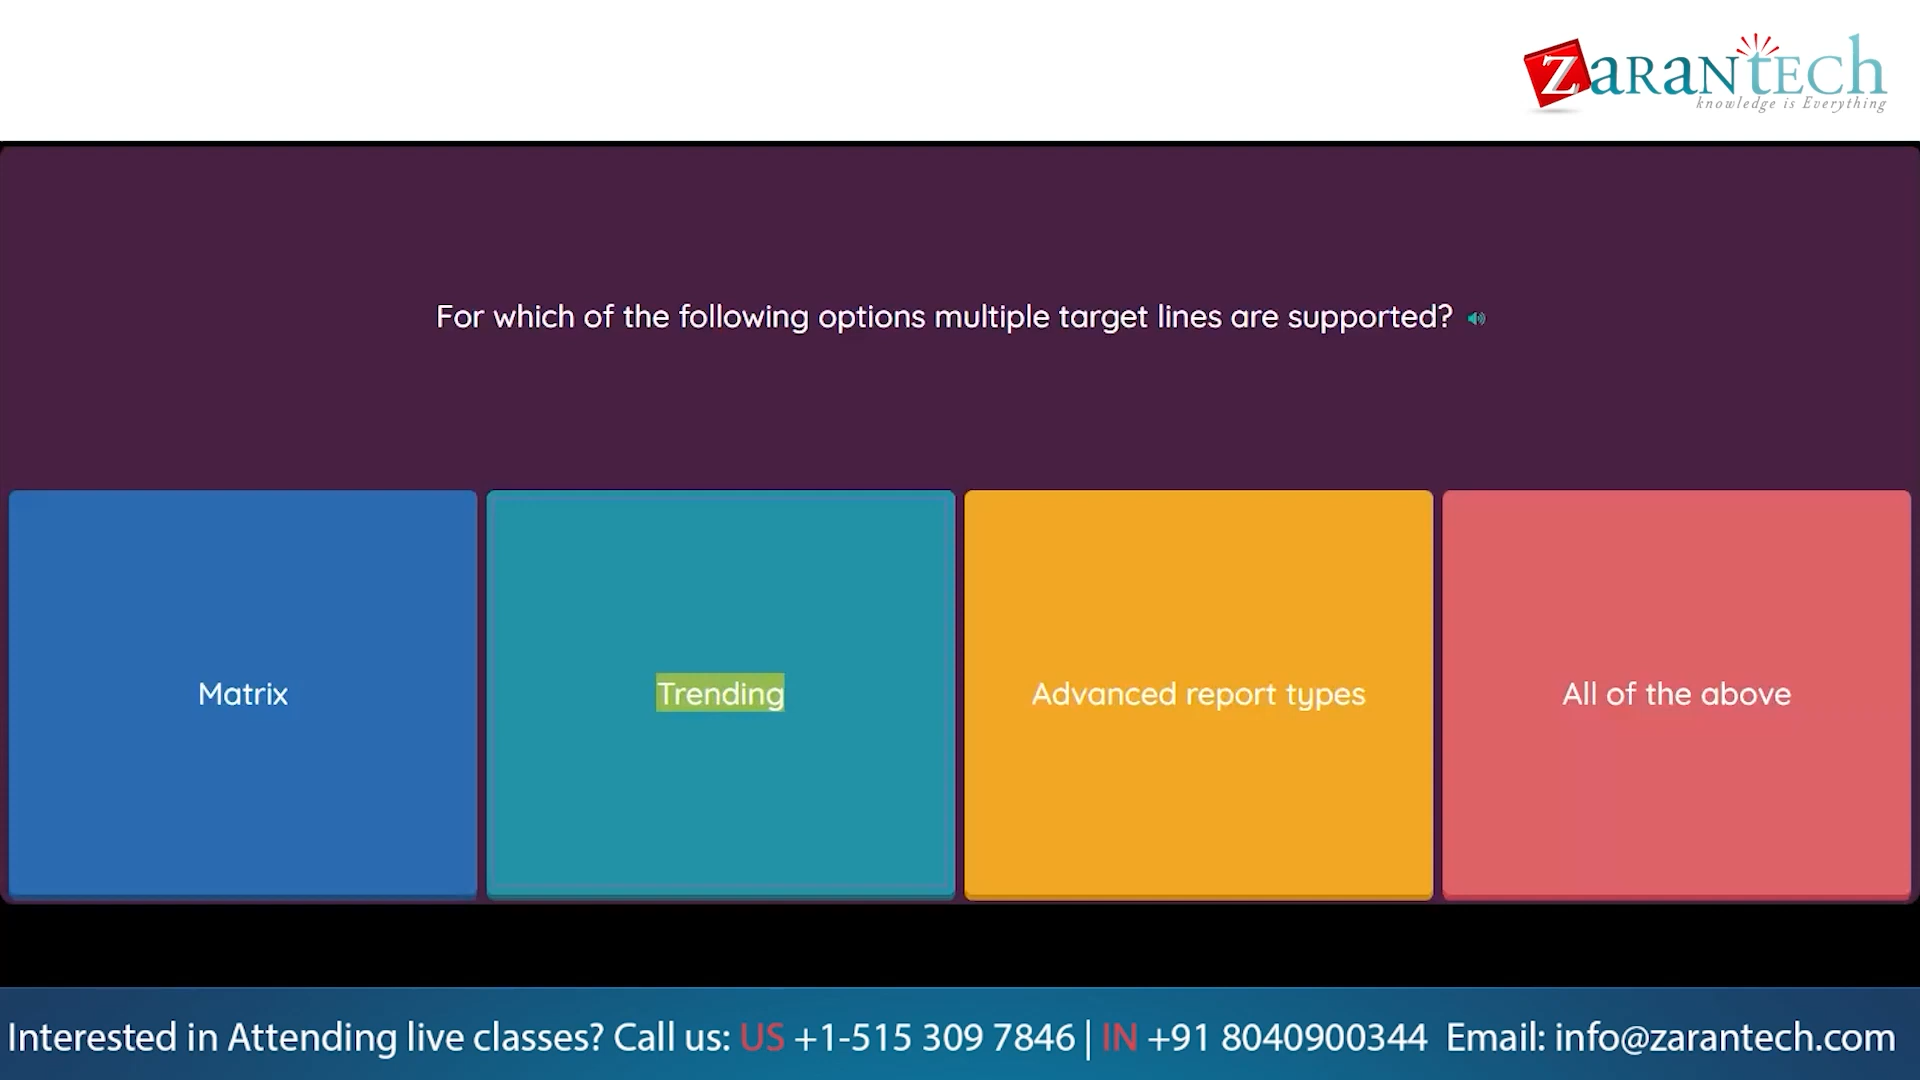 ZaranTech
knowledge is Everything
For which of the following options multiple target lines are supported?
Matrix
Trending
Advanced report types
All of the above
Interested in Attending live classes? Call us: US +1-515 309 7846 | IN +91 8040900344 Email: info@zarantech.com